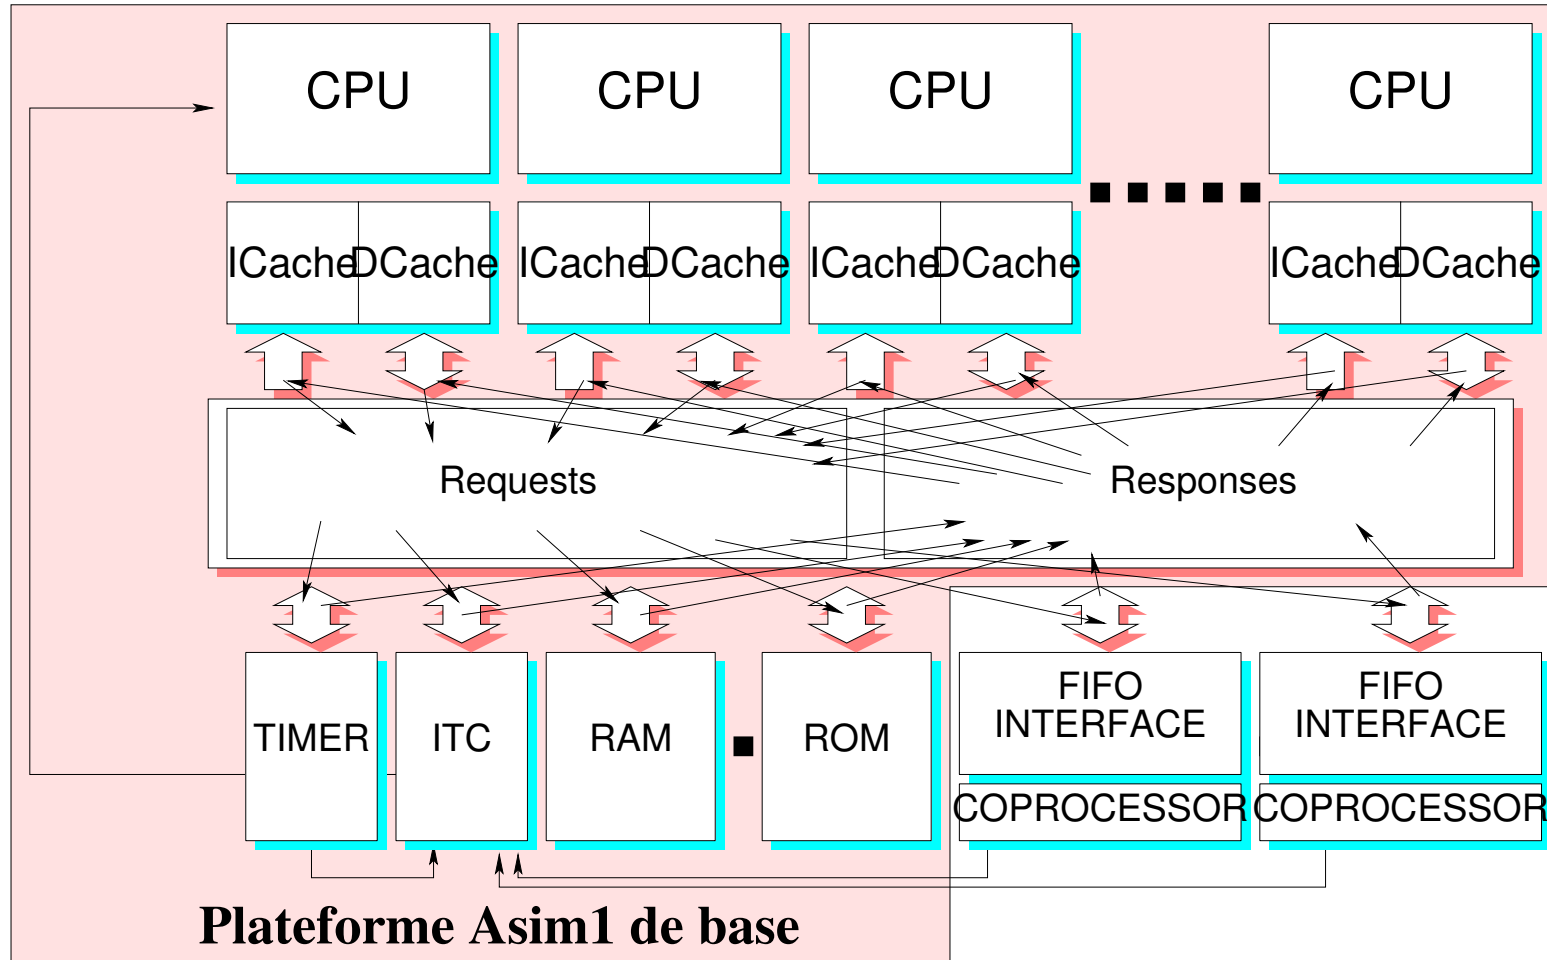 CPU CPU CPU CPU
ICache DCache ICache DCache ICache DCache ICache DCache
Requests Responses
TIMER ITC RAM ROM
FIFO
INTERFACE
COPROCESSOR
FIFO
INTERFACE
COPROCESSOR
Plateforme Asim1 de base